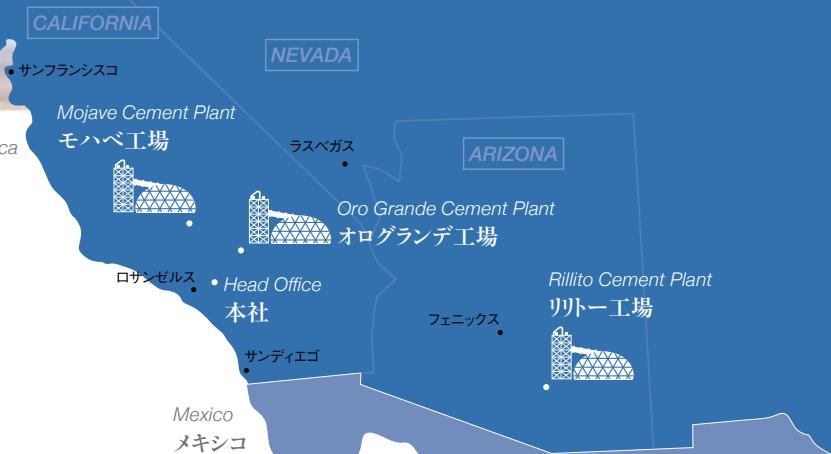 CALIFORNIA
NEVADA
サンフランシスコ
Mojave Cement Plant
モハベ工場
ca
ラスベガス
ARIZONA
Oro Grande Cement Plant
オログランデ工場
ロサンゼルス
Head Office
本社
Rillito Cement Plant
リリトー工場
フェニックス
サンディエゴ
Mexico
メキシコ